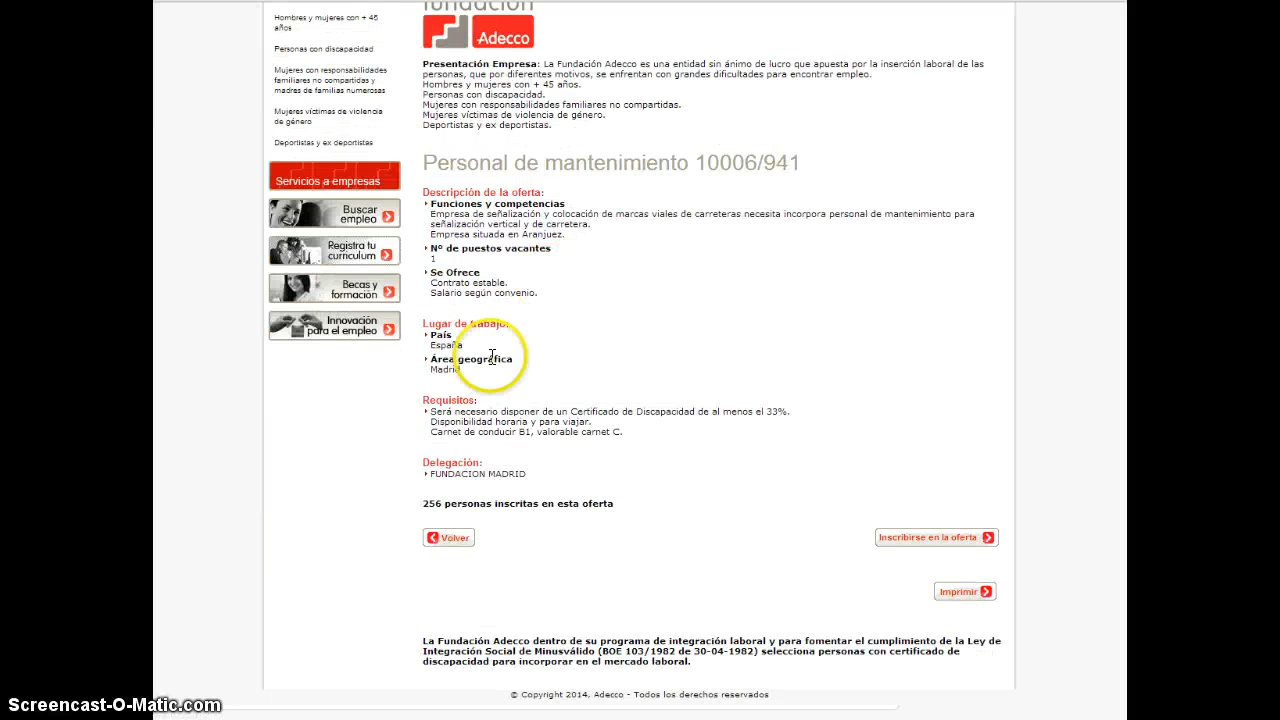 Hombres y mujeres con + 45
años
Personas con discapacidad
Mujeres con responsabilidades
familiares no compartidas y
madres de familias numerosas
Mujeres víctimas de violencia
de género
Deportistas y ex deportistas
Servicios a empresas
Buscar
empleo
Registra tu
curriculum
Becas y
formación
Innovación
para el empleo
fundación
Adecco
Presentación Empresa: La Fundación Adecco es una entidad sin ánimo de lucro que apuesta por la inserción laboral de las
personas, que por diferentes motivos, se enfrentan con grandes dificultades para encontrar empleo.
Hombres y mujeres con + 45 años.
Personas con discapacidad.
Mujeres con responsabilidades familiares no compartidas.
Mujeres víctimas de violencia de género.
Deportistas y ex deportistas.
Personal de mantenimiento 10006/941
Descripción de la oferta:
Funciones y competencias
Empresa de señalización y colocación de marcas viales de carreteras necesita incorpora personal de mantenimiento para
señalización vertical y de carretera.
Empresa situada en Aranjuez.
Nº de puestos vacantes
1
Se Ofrece
Contrato estable.
Salario según convenio.
Lugar de trabajo:
País
España
Área geográfica
Madrid
Requisitos:
Será necesario disponer de un Certificado de Discapacidad de al menos el 33%.
Disponibilidad horaria y para viajar.
Carnet de conducir B1, valorable carnet C.
Delegación:
FUNDACION MADRID
256 personas inscritas en esta oferta
Volver
Inscribirse en la oferta
Imprimir
La Fundación Adecco dentro de su programa de integración laboral y para fomentar el cumplimiento de la Ley de
Integración Social de Minusválido (BOE 103/1982 de 30-04-1982) selecciona personas con certificado de
discapacidad para incorporar en el mercado laboral.
© Copyright 2014, Adecco - Todos los derechos reservados
Screencast-O-Matic.com